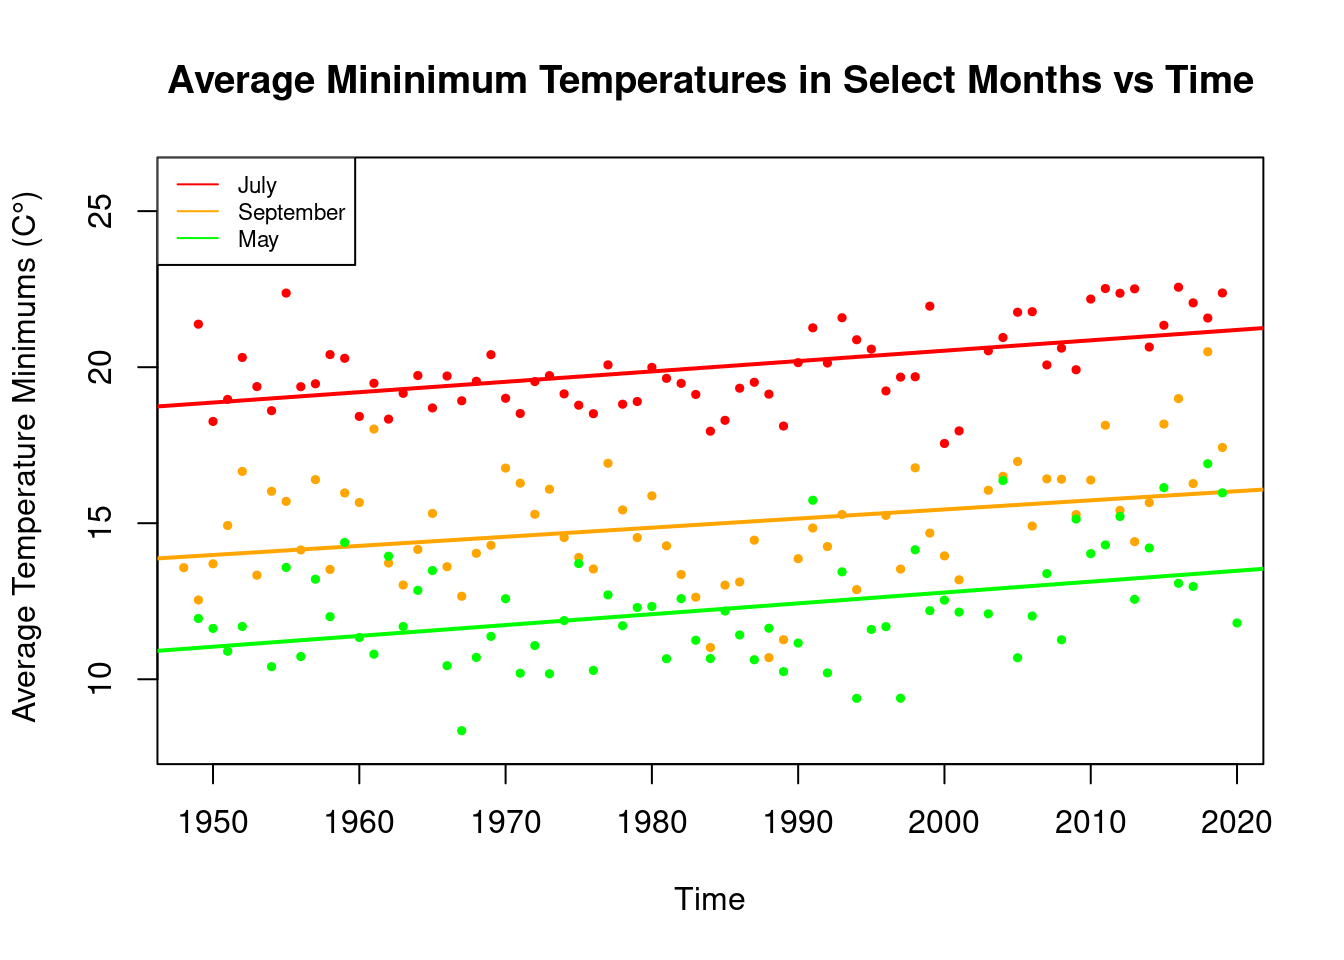 Average Mininimum Temperatures in Select Months vs Time
Average Temperature Minimums (C°)
July
September
May
25
20
15
10
1950 1960 1970 1980 1990 2000 2010 2020
Time